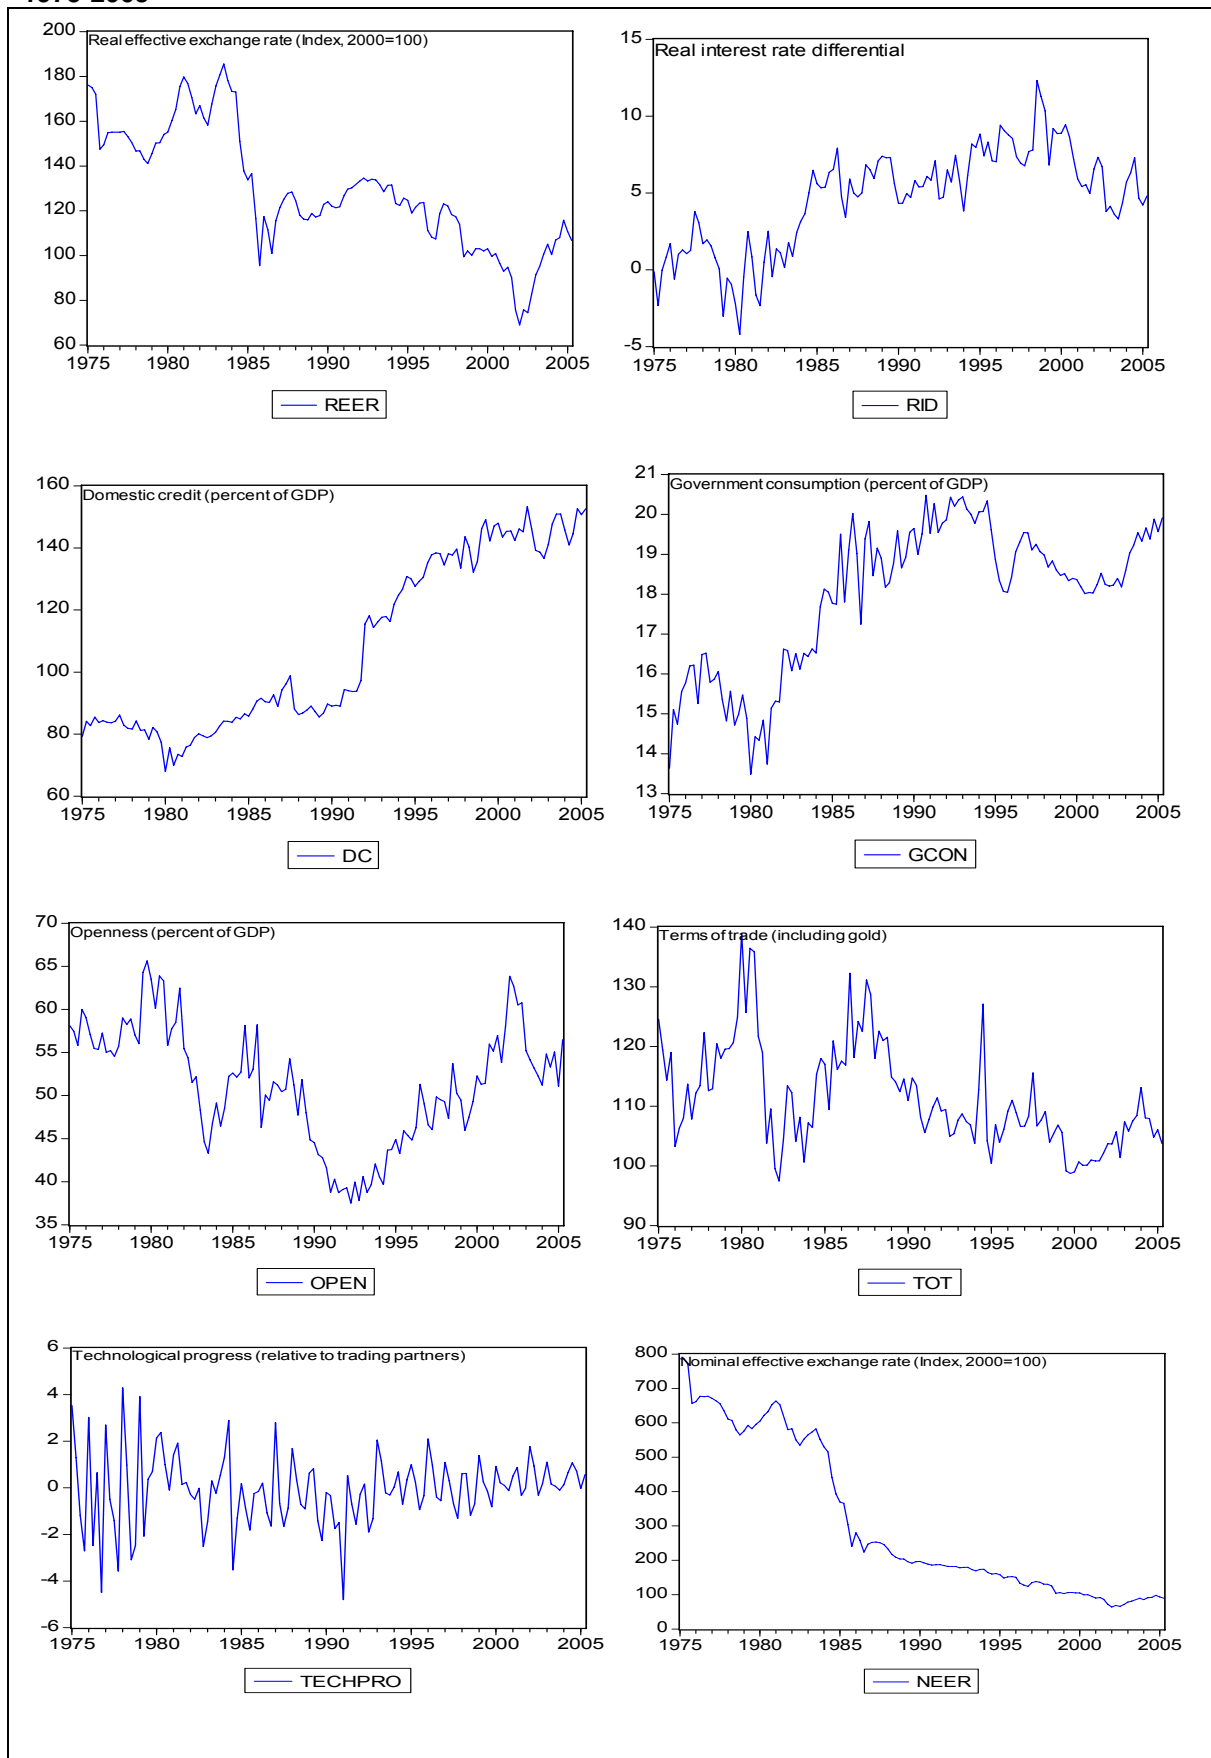 Real effective exchange rate (Index, 2000=100)
200
180
160
140
120
100
80
60
1975 1980 1985 1990 1995 2000 2005
REER
Real interest rate differential
15
10
5
0
-5
1975 1980 1985 1990 1995 2000 2005
RID
Domestic credit (percent of GDP)
160
140
120
100
80
60
1975 1980 1985 1990 1995 2000 2005
DC
Government consumption (percent of GDP)
21
20
19
18
17
16
15
14
13
1975 1980 1985 1990 1995 2000 2005
GCON
Openness (percent of GDP)
70
65
60
55
50
45
40
35
1975 1980 1985 1990 1995 2000 2005
OPEN
Terms of trade (including gold)
140
130
120
110
100
90
1975 1980 1985 1990 1995 2000 2005
TOT
Technological progress (relative to trading partners)
6
4
2
0
-2
-4
-6
1975 1980 1985 1990 1995 2000 2005
TECHPRO
Nominal effective exchange rate (Index, 2000=100)
800
700
600
500
400
300
200
100
0
1975 1980 1985 1990 1995 2000 2005
NEER